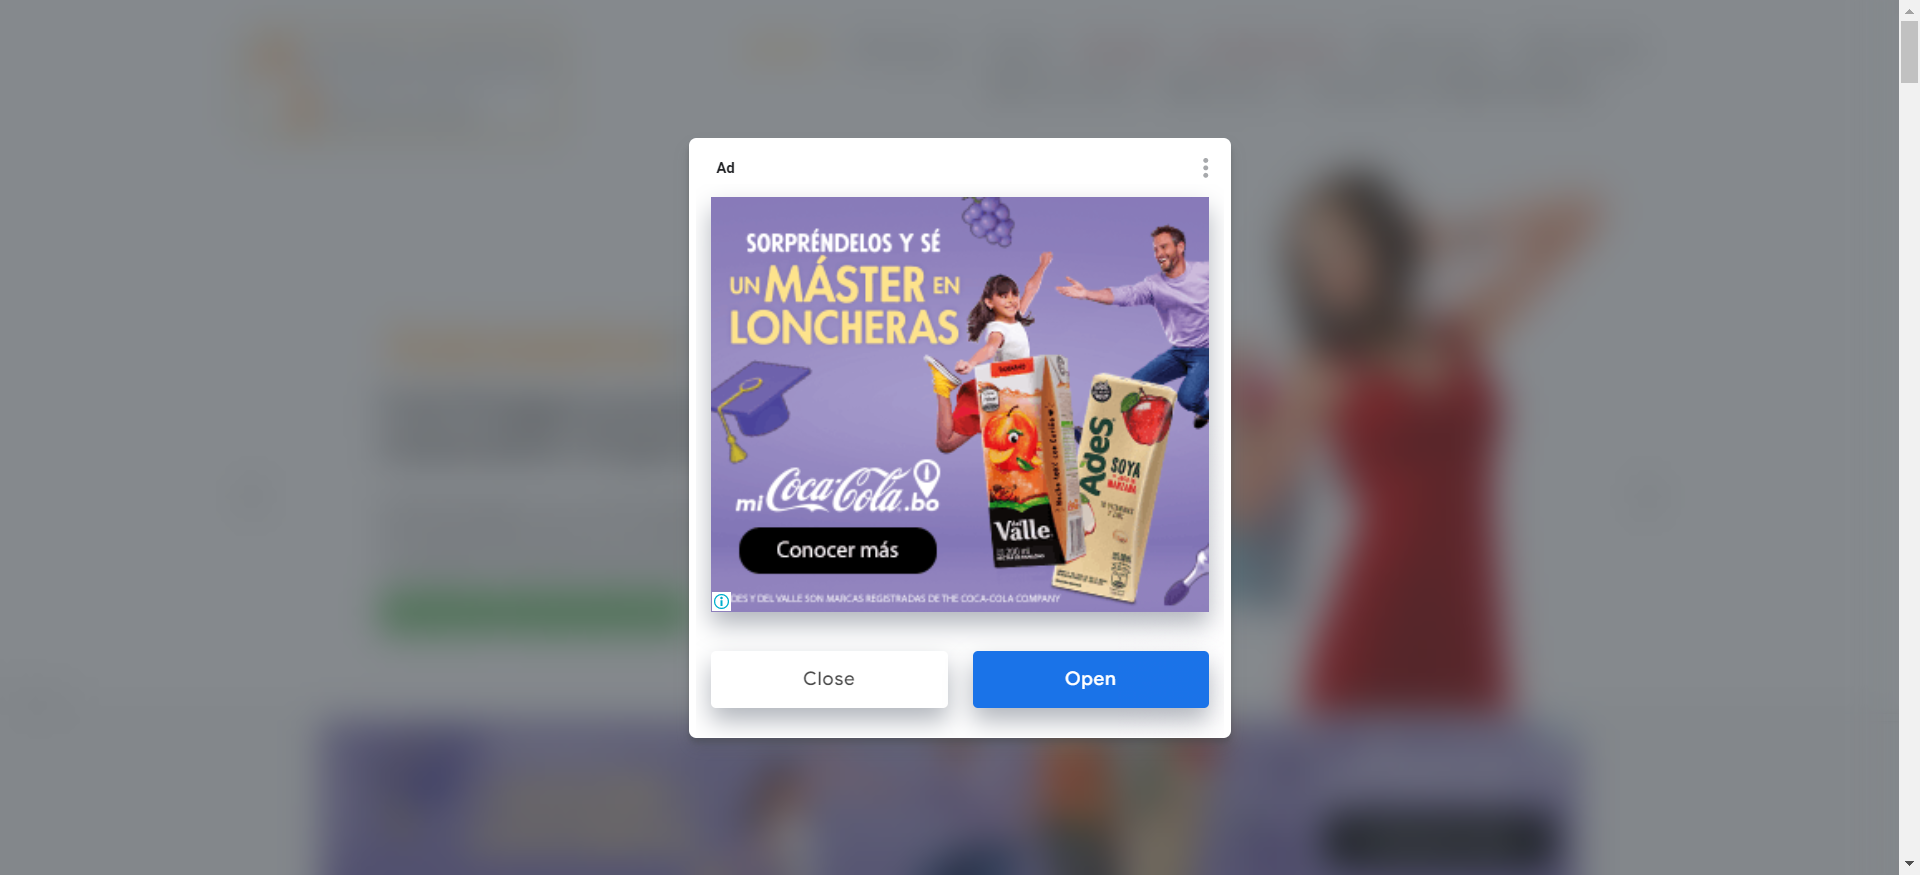 Ad
SORPRÉNDELOS Y SÉ
UN MÁSTER EN
LONCHERAS
mi Coca-Cola .bo
Conocer más
del Valle
AdeS
SOYA
MANZANA
DES Y DEL VALLE SON MARCAS REGISTRADAS DE THE COCA-COLA COMPANY
Close
Open